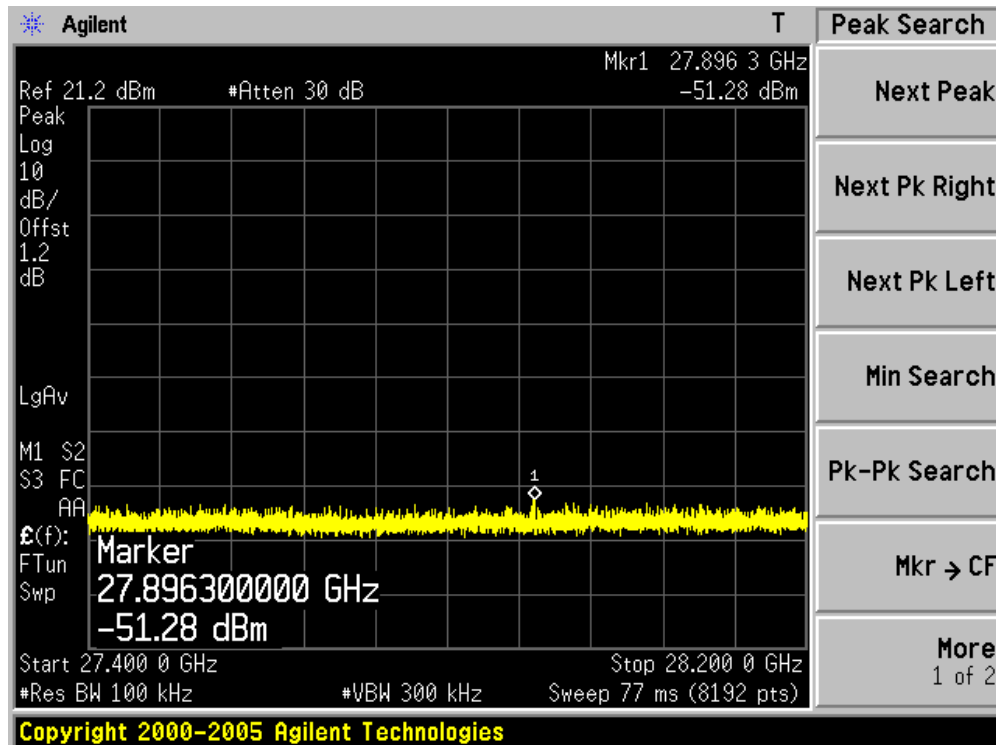 Agilent T
Peak Search
Mkr1 27.896 3 GHz
Ref 21.2 dBm #Atten 30 dB -51.28 dBm
Peak
Log
10
dB/
Offst
1.2
dB
LgAv
M1 S2
S3 FC
AA
£(f):
FTun
Swp
1
Marker
27.896300000 GHz
-51.28 dBm
Start 27.400 0 GHz Stop 28.200 0 GHz
#Res BW 100 kHz #VBW 300 kHz Sweep 77 ms (8192 pts)
Copyright 2000-2005 Agilent Technologies
Next Peak
Next Pk Right
Next Pk Left
Min Search
Pk-Pk Search
Mkr → CF
More
1 of 2